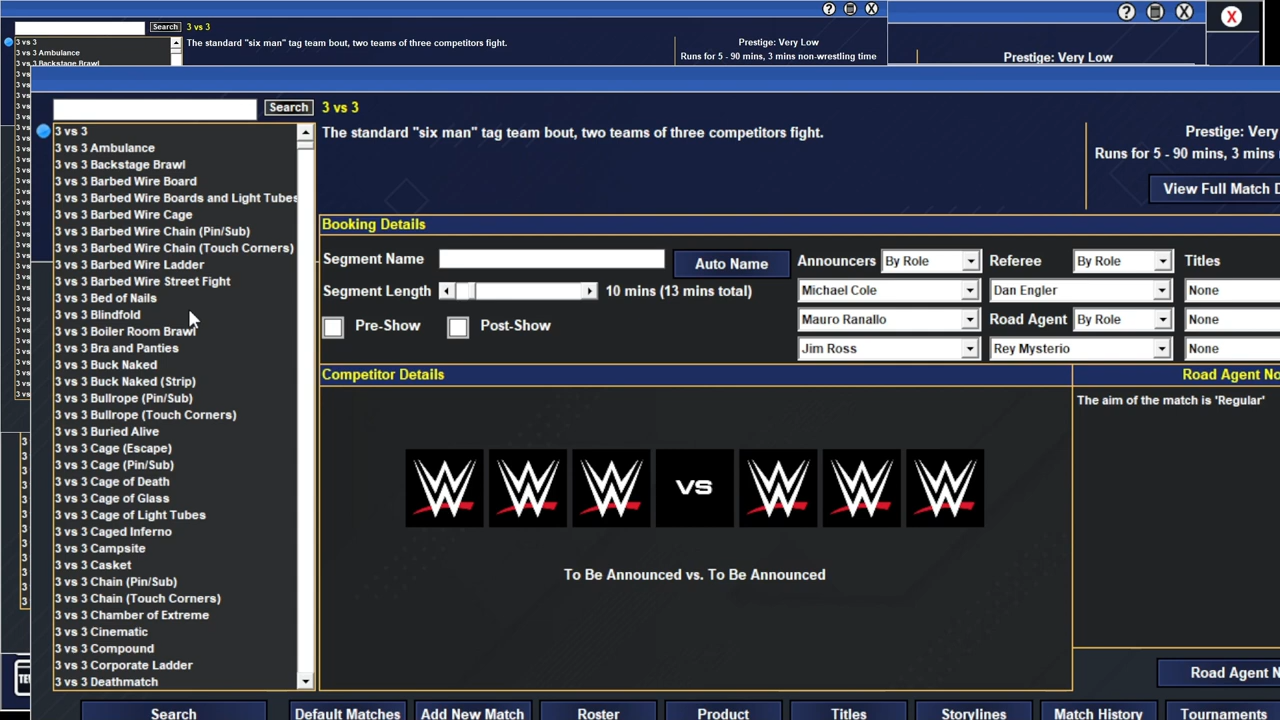 ?
X
?
X
X
Search
3 vs 3
3 vs 3
3 vs 3 Ambulance
3 vs 3 Backstage Brawl
The standard "six man" tag team bout, two teams of three competitors fight.
Prestige: Very Low
Runs for 5 - 90 mins, 3 mins non-wrestling time
Prestige: Very Low
Search
3 vs 3
3 vs 3
3 vs 3 Ambulance
3 vs 3 Backstage Brawl
3 vs 3 Barbed Wire Board
3 vs 3 Barbed Wire Boards and Light Tubes
3 vs 3 Barbed Wire Cage
3 vs 3 Barbed Wire Chain (Pin/Sub)
3 vs 3 Barbed Wire Chain (Touch Corners)
3 vs 3 Barbed Wire Ladder
3 vs 3 Barbed Wire Street Fight
3 vs 3 Bed of Nails
3 vs 3 Blindfold
3 vs 3 Boiler Room Brawl
3 vs 3 Bra and Panties
3 vs 3 Buck Naked
3 vs 3 Buck Naked (Strip)
3 vs 3 Bullrope (Pin/Sub)
3 vs 3 Bullrope (Touch Corners)
3 vs 3 Buried Alive
3 vs 3 Cage (Escape)
3 vs 3 Cage (Pin/Sub)
3 vs 3 Cage of Death
3 vs 3 Cage of Glass
3 vs 3 Cage of Light Tubes
3 vs 3 Caged Inferno
3 vs 3 Campsite
3 vs 3 Casket
3 vs 3 Chain (Pin/Sub)
3 vs 3 Chain (Touch Corners)
3 vs 3 Chamber of Extreme
3 vs 3 Cinematic
3 vs 3 Compound
3 vs 3 Corporate Ladder
3 vs 3 Deathmatch
The standard "six man" tag team bout, two teams of three competitors fight.
Prestige: Very
Runs for 5 - 90 mins, 3 mins
View Full Match D
Booking Details
Segment Name
Auto Name
Segment Length
10 mins (13 mins total)
Pre-Show
Post-Show
Announcers
By Role
Michael Cole
Mauro Ranallo
Jim Ross
Referee
By Role
Dan Engler
Road Agent
By Role
Rey Mysterio
Titles
None
None
None
Competitor Details
VS
To Be Announced vs. To Be Announced
Road Agent No
The aim of the match is 'Regular'
Road Agent N
Search
Default Matches
Add New Match
Roster
Product
Titles
Storylines
Match History
Tournaments